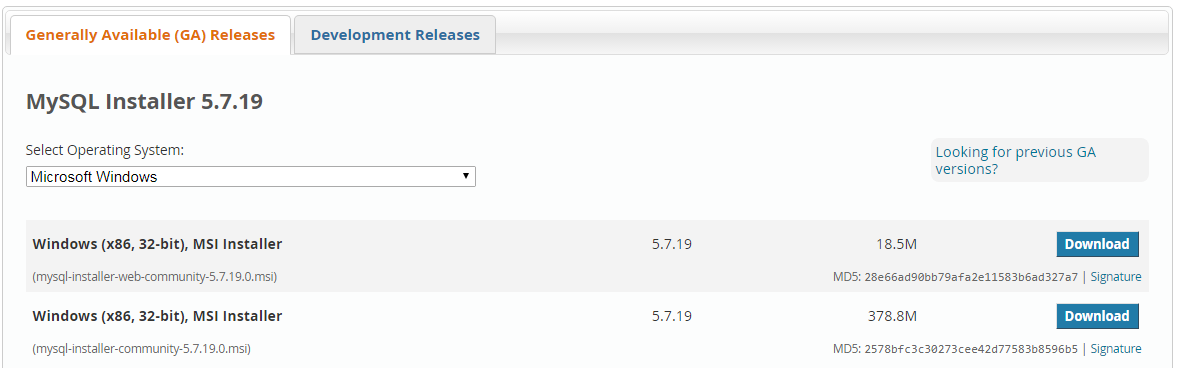 Generally Available (GA) Releases Development Releases
MySQL Installer 5.7.19
Select Operating System:
Looking for previous GA
versions?
Microsoft Windows
Windows (x86, 32-bit), MSI Installer 5.7.19 18.5M Download
(mysql-installer-web-community-5.7.19.0.msi) MD5: 28e66ad90bb79afa2e11583b6ad327a7 | Signature
Windows (x86, 32-bit), MSI Installer 5.7.19 378.8M Download
(mysql-installer-community-5.7.19.0.msi) MD5: 2578bfc3c30273cee42d77583b8596b5 | Signature